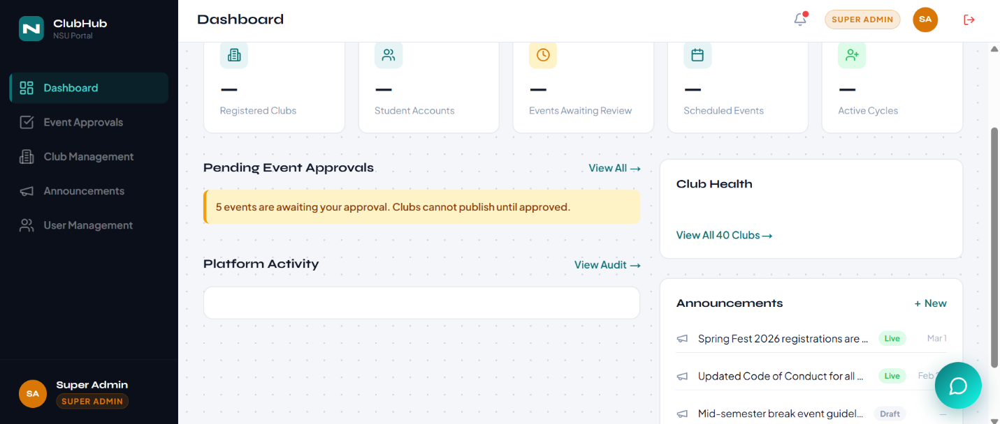 ClubHub
NSU Portal
Dashboard
Event Approvals
Club Management
Announcements
User Management
SA
Super Admin
SUPER ADMIN
Dashboard
SUPER ADMIN
SA
—
Registered Clubs
—
Student Accounts
—
Events Awaiting Review
—
Scheduled Events
—
Active Cycles
Pending Event Approvals
View All →
5 events are awaiting your approval. Clubs cannot publish until approved.
Platform Activity
View Audit →
Club Health
View All 40 Clubs →
Announcements
+ New
Spring Fest 2026 registrations are ... Live Mar 1
Updated Code of Conduct for all ... Live Feb
Mid-semester break event guidel... Draft —